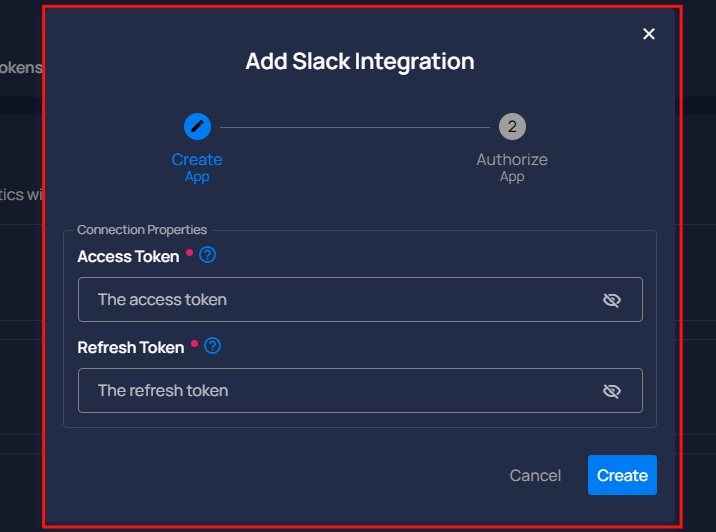 Add Slack Integration
okens
2
Create
App
Authorize
App
tics wi
Connection Properties
Access Token
The access token
Refresh Token
The refresh token
Cancel
Create